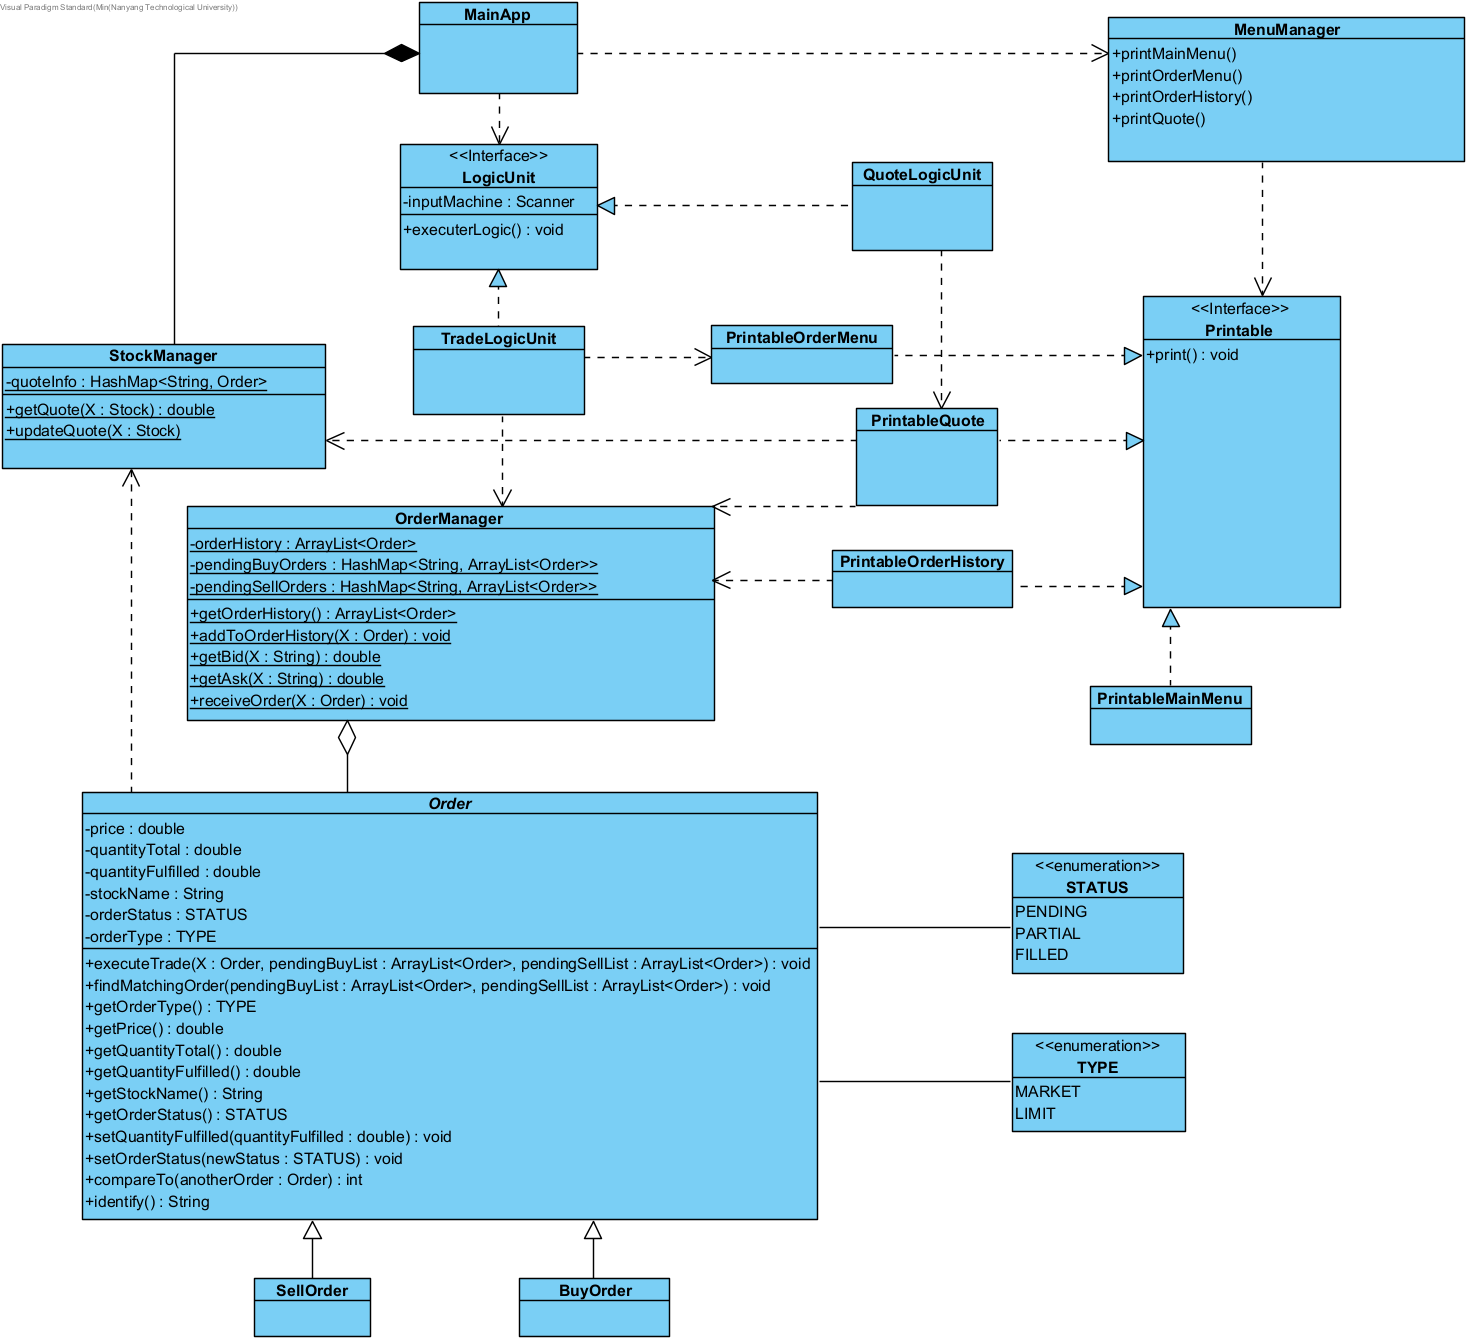 Visual Paradigm Standard(Min(Nanyang Technological University))
MainApp
MenuManager
+printMainMenu()
+printOrderMenu()
+printOrderHistory()
+printQuote()
<<Interface>>
LogicUnit
-inputMachine : Scanner
+executerLogic() : void
QuoteLogicUnit
<<Interface>>
Printable
+print() : void
TradeLogicUnit
PrintableOrderMenu
StockManager
-quoteInfo : HashMap<String, Order>
+getQuote(X : Stock) : double
+updateQuote(X : Stock)
PrintableQuote
OrderManager
-orderHistory : ArrayList<Order>
-pendingBuyOrders : HashMap<String, ArrayList<Order>>
-pendingSellOrders : HashMap<String, ArrayList<Order>>
+getOrderHistory() : ArrayList<Order>
+addToOrderHistory(X : Order) : void
+getBid(X : String) : double
+getAsk(X : String) : double
+receiveOrder(X : Order) : void
PrintableOrderHistory
PrintableMainMenu
Order
-price : double
-quantityTotal : double
-quantityFulfilled : double
-stockName : String
-orderStatus : STATUS
-orderType : TYPE
+executeTrade(X : Order, pendingBuyList : ArrayList<Order>, pendingSellList : ArrayList<Order>) : void
+findMatchingOrder(pendingBuyList : ArrayList<Order>, pendingSellList : ArrayList<Order>) : void
+getOrderType() : TYPE
+getPrice() : double
+getQuantityTotal() : double
+getQuantityFulfilled() : double
+getStockName() : String
+getOrderStatus() : STATUS
+setQuantityFulfilled(quantityFulfilled : double) : void
+setOrderStatus(newStatus : STATUS) : void
+compareTo(anotherOrder : Order) : int
+identify() : String
<<enumeration>>
STATUS
PENDING
PARTIAL
FILLED
<<enumeration>>
TYPE
MARKET
LIMIT
SellOrder
BuyOrder